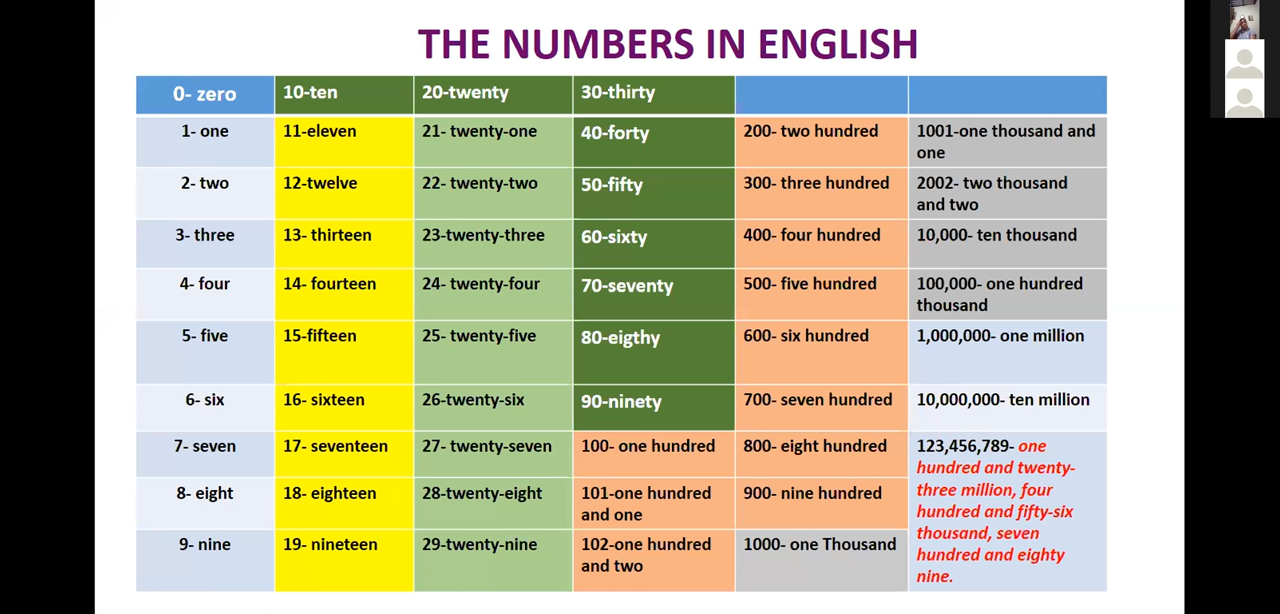 THE NUMBERS IN ENGLISH
0- zero
10-ten
20-twenty
30-thirty
1- one
11-eleven
21- twenty-one
40-forty
200- two hundred
1001-one thousand and
one
2- two
12-twelve
22- twenty-two
50-fifty
300- three hundred
2002- two thousand
and two
3- three
13- thirteen
23-twenty-three
60-sixty
400- four hundred
10,000- ten thousand
4- four
14- fourteen
24- twenty-four
70-seventy
500- five hundred
100,000- one hundred
thousand
5- five
15-fifteen
25- twenty-five
80-eigthy
600- six hundred
1,000,000- one million
6- six
16- sixteen
26-twenty-six
90-ninety
700- seven hundred
10,000,000- ten million
7- seven
17- seventeen
27- twenty-seven
100- one hundred
800- eight hundred
123,456,789- one
hundred and twenty-
three million, four
hundred and fifty-six
thousand, seven
hundred and eighty
nine.
8- eight
18- eighteen
28-twenty-eight
101-one hundred
and one
900- nine hundred
9- nine
19- nineteen
29-twenty-nine
102-one hundred
and two
1000- one Thousand